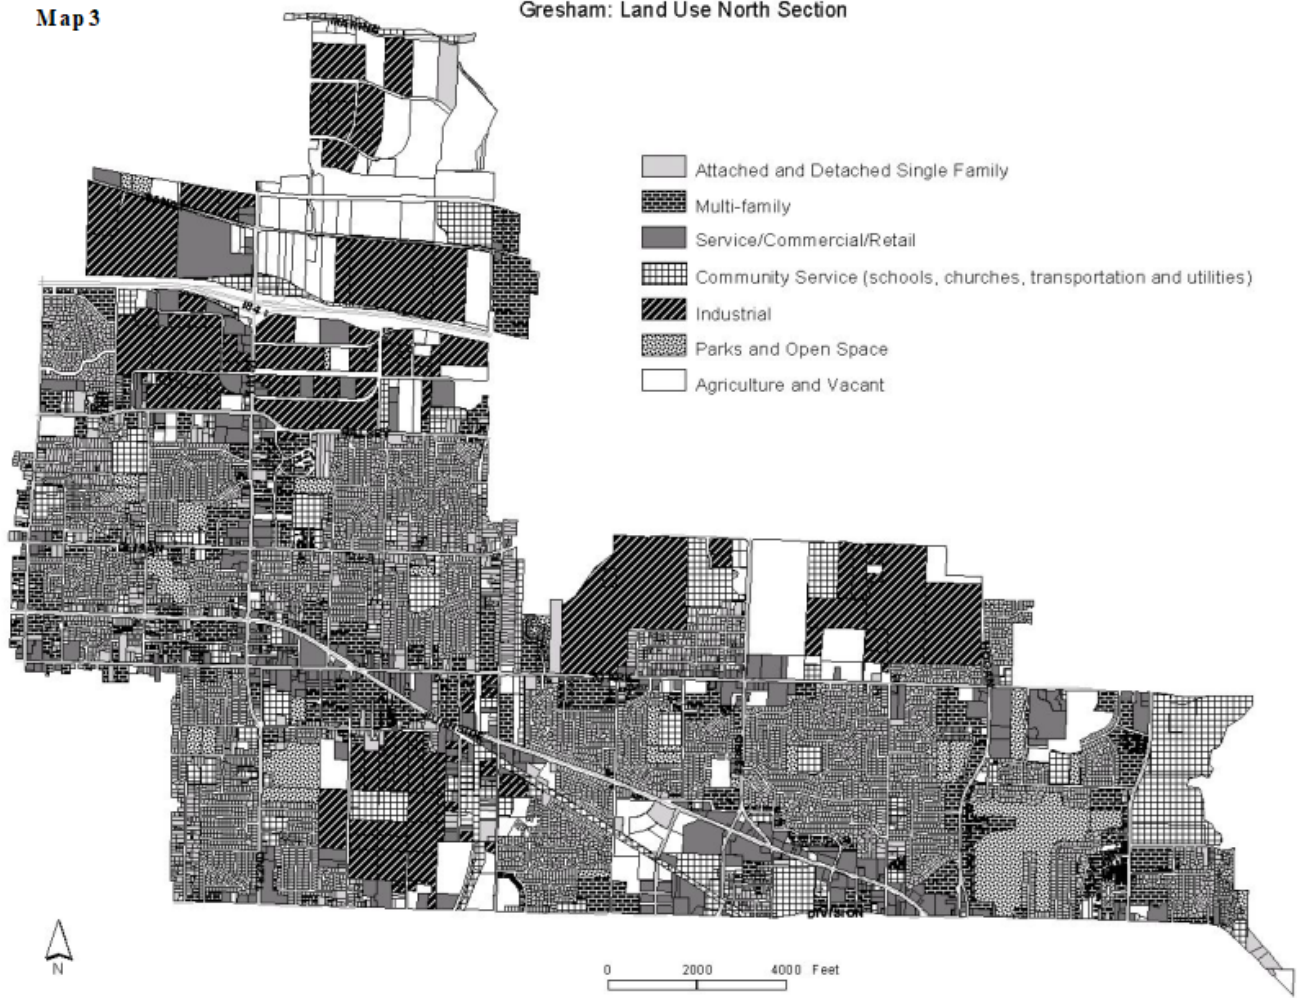 Map 3
Gresham: Land Use North Section
Attached and Detached Single Family
Multi-family
Service/Commercial/Retail
Community Service (schools, churches, transportation and utilities)
Industrial
Parks and Open Space
Agriculture and Vacant
I84
DIVISION
N
0 2000 4000 Feet